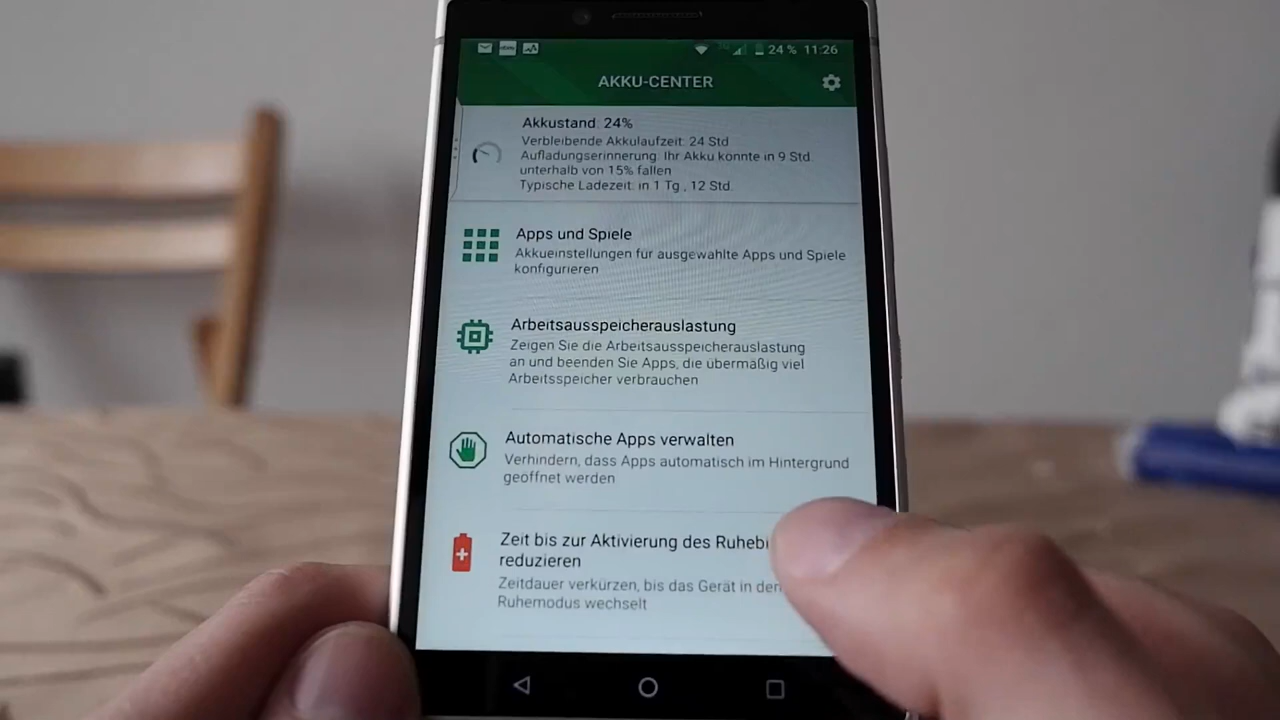 24 % 11:26
AKKU-CENTER
Akkustand: 24%
Verbleibende Akkulaufzeit: 24 Std
Aufladungserinnerung: Ihr Akku könnte in 9 Std.
unterhalb von 15% fallen
Typische Ladezeit: in 1 Tg., 12 Std.
Apps und Spiele
Akkueinstellungen für ausgewählte Apps und Spiele
konfigurieren
Arbeitsausspeicherauslastung
Zeigen Sie die Arbeitsausspeicherauslastung
an und beenden Sie Apps, die übermäßig viel
Arbeitsspeicher verbrauchen
Automatische Apps verwalten
Verhindern, dass Apps automatisch im Hintergrund
geöffnet werden
Zeit bis zur Aktivierung des
reduzieren
Zeitdauer verkürzen, bis das Gerät in den
Ruhemodus wechselt